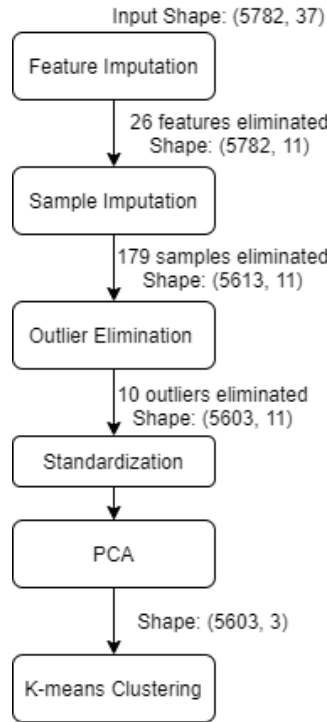 Input Shape: (5782, 37)
Feature Imputation
26 features eliminated
Shape: (5782, 11)
Sample Imputation
179 samples eliminated
Shape: (5613, 11)
Outlier Elimination
10 outliers eliminated
Shape: (5603, 11)
Standardization
PCA
Shape: (5603, 3)
K-means Clustering